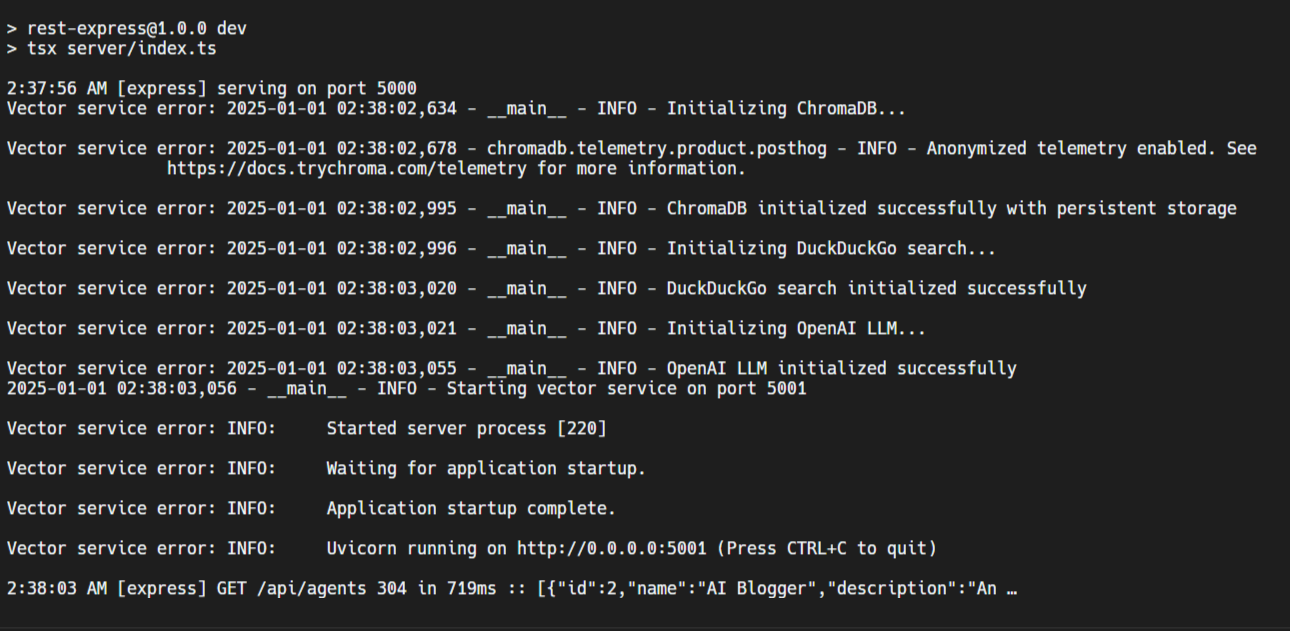 > rest-express@1.0.0 dev
> tsx server/index.ts
2:37:56 AM [express] serving on port 5000
Vector service error: 2025-01-01 02:38:02,634 - __main__ - INFO - Initializing ChromaDB...
Vector service error: 2025-01-01 02:38:02,678 - chromadb.telemetry.product.posthog - INFO - Anonymized telemetry enabled. See
https://docs.trychroma.com/telemetry for more information.
Vector service error: 2025-01-01 02:38:02,995 - __main__ - INFO - ChromaDB initialized successfully with persistent storage
Vector service error: 2025-01-01 02:38:02,996 - __main__ - INFO - Initializing DuckDuckGo search...
Vector service error: 2025-01-01 02:38:03,020 - __main__ - INFO - DuckDuckGo search initialized successfully
Vector service error: 2025-01-01 02:38:03,021 - __main__ - INFO - Initializing OpenAI LLM...
Vector service error: 2025-01-01 02:38:03,055 - __main__ - INFO - OpenAI LLM initialized successfully
2025-01-01 02:38:03,056 - __main__ - INFO - Starting vector service on port 5001
Vector service error: INFO:     Started server process [220]
Vector service error: INFO:     Waiting for application startup.
Vector service error: INFO:     Application startup complete.
Vector service error: INFO:     Uvicorn running on http://0.0.0.0:5001 (Press CTRL+C to quit)
2:38:03 AM [express] GET /api/agents 304 in 719ms :: [{"id":2,"name":"AI Blogger","description":"An …